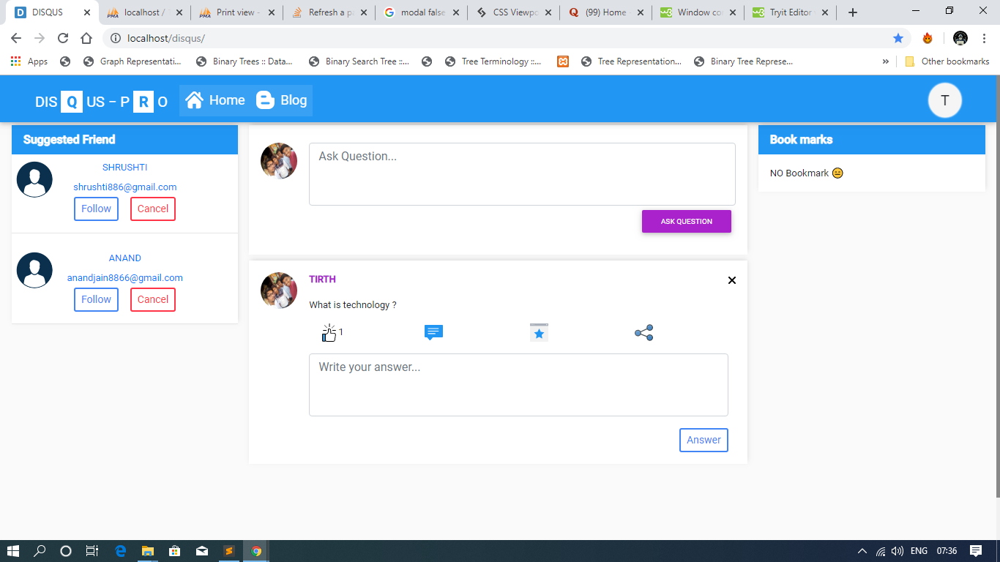 DISQUS
localhost /
Print view -
Refresh a pa
modal false
CSS Viewpo
(99) Home -
Window co
Tryit Editor
localhost/disqus/
Apps
Graph Representati...
Binary Trees :: Data...
Binary Search Tree ::...
Tree Terminology ::...
Tree Representation...
Binary Tree Represe...
»
Other bookmarks
DIS Q US – P R O
Home
Blog
T
Suggested Friend
SHRUSHTI
shrushti886@gmail.com
Follow
Cancel
ANAND
anandjain8866@gmail.com
Follow
Cancel
Ask Question...
ASK QUESTION
TIRTH
What is technology ?
1
Write your answer...
Answer
Book marks
NO Bookmark 😑
ENG
07:36